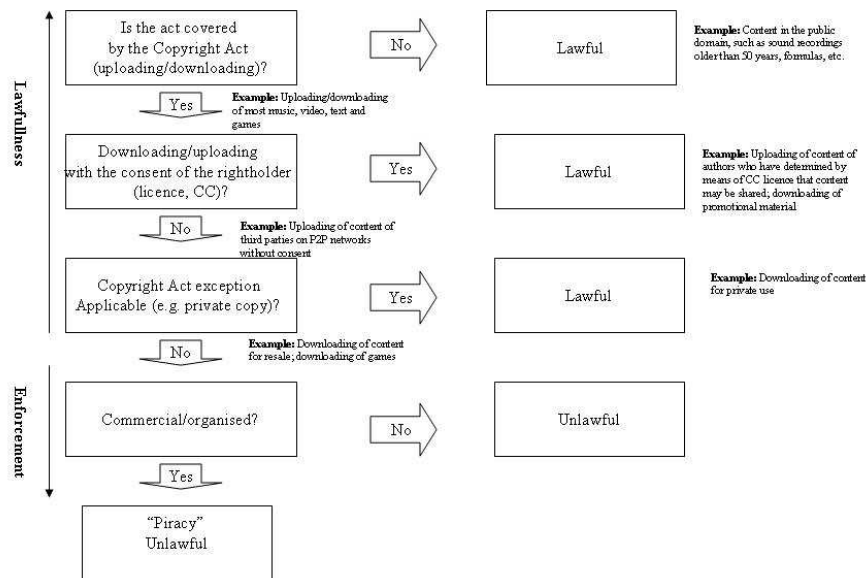 Is the act covered
by the Copyright Act
(uploading/downloading)?
No
Lawful
Example: Content in the public
domain, such as sound recordings
older than 50 years, formulas, etc.
Lawfullness
Yes
Example: Uploading/downloading
of most music, video, text and
games
Downloading/uploading
with the consent of the rightholder
(licence, CC)?
Yes
Lawful
Example: Uploading of content of
authors who have determined by
means of CC licence that content
may be shared; downloading of
promotional material
No
Example: Uploading of content of
third parties on P2P networks
without consent
Copyright Act exception
Applicable (e.g. private copy)?
Yes
Lawful
Example: Downloading of content
for private use
No
Example: Downloading of content
for resale; downloading of games
Enforcement
Commercial/organised?
No
Unlawful
Yes
“Piracy”
Unlawful